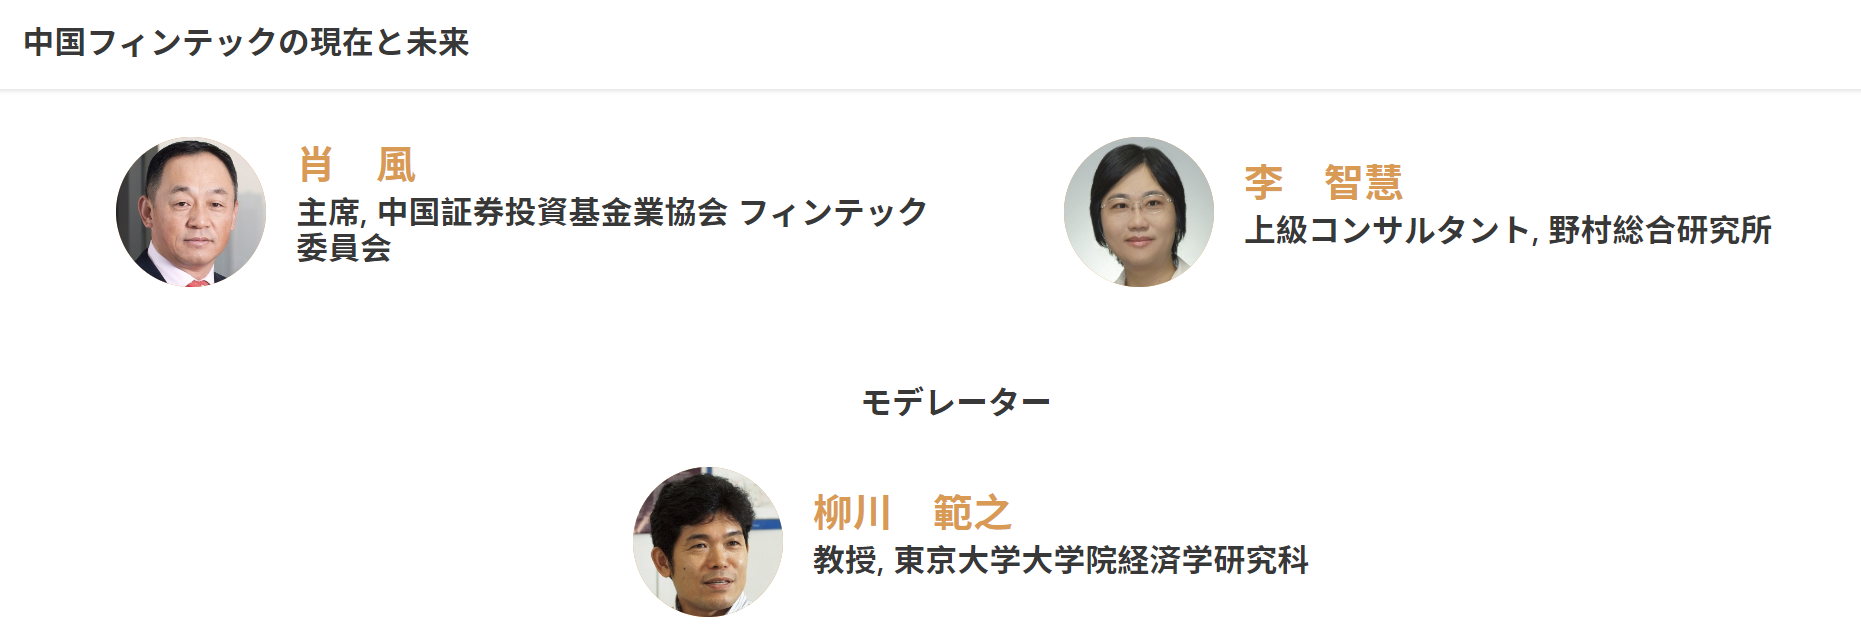 中国フィンテックの現在と未来
肖　風
主席, 中国証券投資基金業協会 フィンテック
委員会
李　智慧
上級コンサルタント, 野村総合研究所
モデレーター
柳川　範之
教授, 東京大学大学院経済学研究科